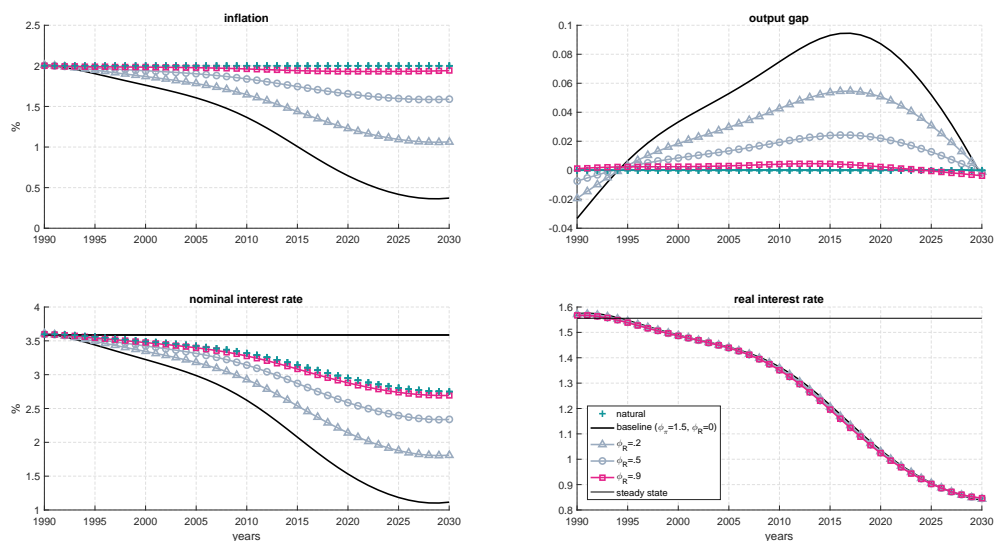 inflation
2.5
2
1.5
1
0.5
0
%
1990 1995 2000 2005 2010 2015 2020 2025 2030
output gap
0.1
0.08
0.06
0.04
0.02
0
-0.02
-0.04
1990 1995 2000 2005 2010 2015 2020 2025 2030
nominal interest rate
4
3.5
3
2.5
2
1.5
1
%
1990 1995 2000 2005 2010 2015 2020 2025 2030
years
real interest rate
1.6
1.5
1.4
1.3
1.2
1.1
1
0.9
0.8
natural
baseline (ϕπ=1.5, ϕR=0)
ϕR=.2
ϕR=.5
ϕR=.9
steady state
1990 1995 2000 2005 2010 2015 2020 2025 2030
years